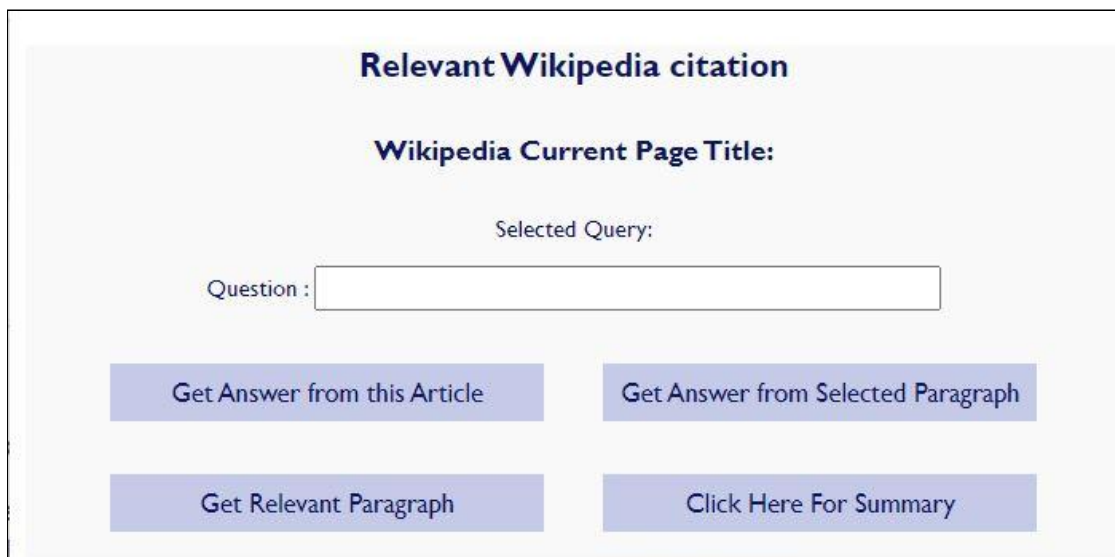 Relevant Wikipedia citation
Wikipedia Current Page Title:
Selected Query:
Question :
Get Answer from this Article
Get Answer from Selected Paragraph
Get Relevant Paragraph
Click Here For Summary